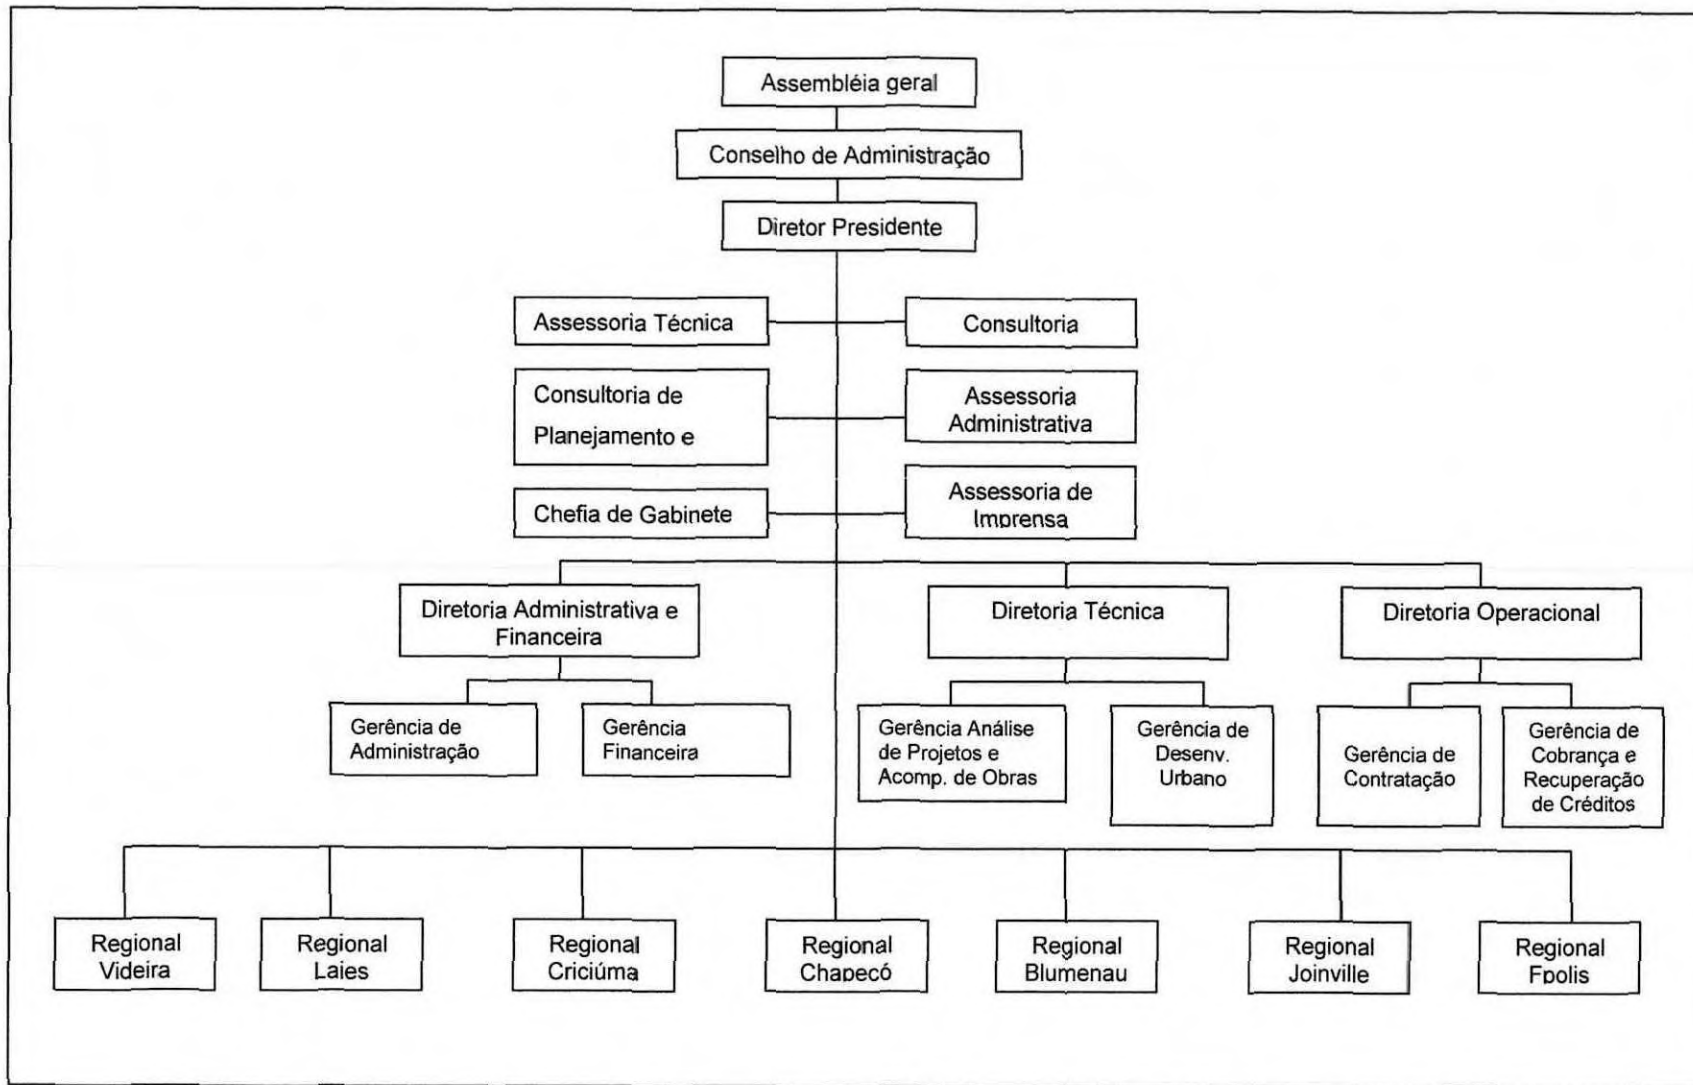 Assembléia geral
Conselho de Administração
Diretor Presidente
Assessoria Técnica
Consultoria
Consultoria de
Planejamento e
Assessoria
Administrativa
Chefia de Gabinete
Assessoria de
Imprensa
Diretoria Administrativa e
Financeira
Diretoria Técnica
Diretoria Operacional
Gerência de
Administração
Gerência
Financeira
Gerência Análise
de Projetos e
Acomp. de Obras
Gerência de
Desenv.
Urbano
Gerência de
Contratação
Gerência de
Cobrança e
Recuperação
de Créditos
Regional
Videira
Regional
Laies
Regional
Criciúma
Regional
Chapecó
Regional
Blumenau
Regional
Joinville
Regional
Fpolis